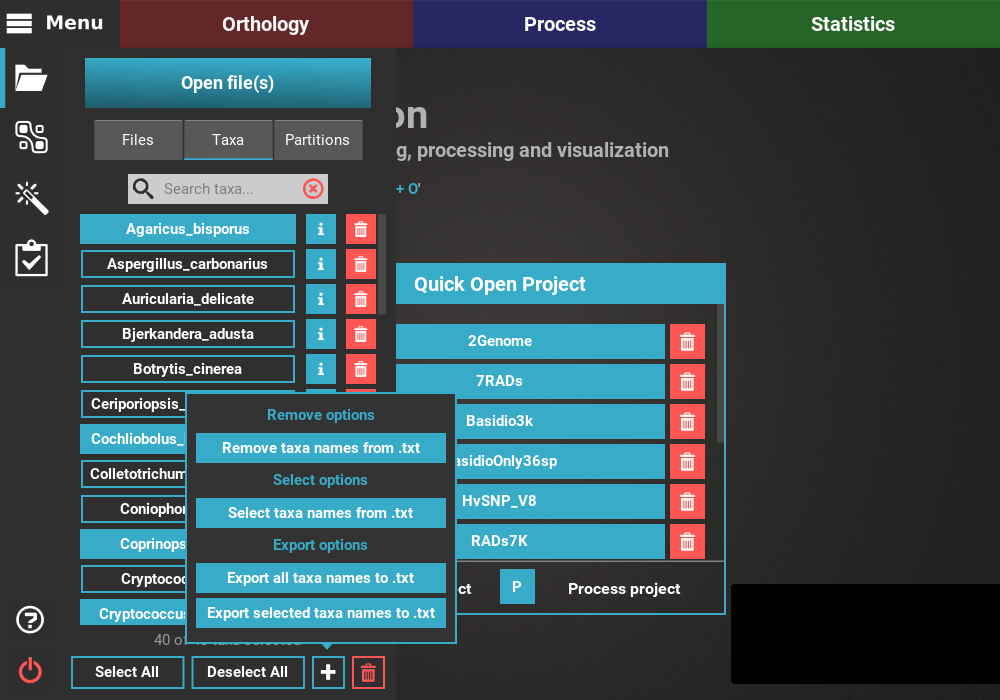 Menu
Orthology
Process
Statistics
Open file(s)
Files
Taxa
Partitions
Search taxa...
Agaricus_bisporus
Aspergillus_carbonarius
Auricularia_delicate
Bjerkandera_adusta
Botrytis_cinerea
Ceriporiopsis_
Cochliobolus_
Colletotrichum
Coniophor
Coprinops
Cryptococ
Cryptococcus
Remove options
Remove taxa names from .txt
Select options
Select taxa names from .txt
Export options
Export all taxa names to .txt
Export selected taxa names to .txt
40 of
Select All
Deselect All
+
on
g, processing and visualization
+ O'
Quick Open Project
2Genome
7RADs
Basidio3k
asidioOnly36sp
HvSNP_V8
RADs7K
ct
P
Process project